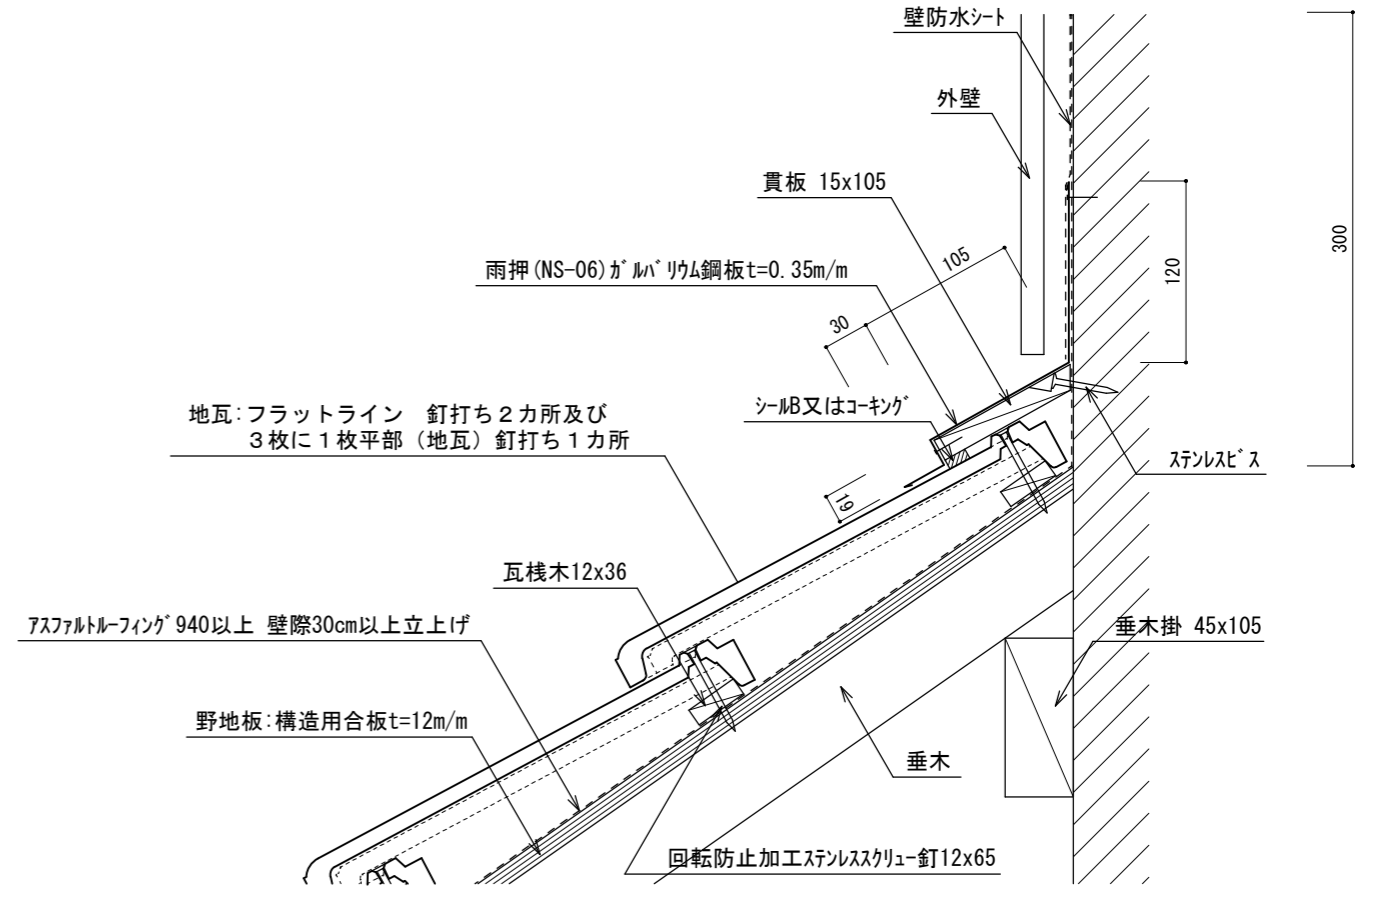 壁防水ｼｰﾄ
外壁
貫板 15x105
雨押(NS-06)ｶﾞﾙﾊﾞﾘｳﾑ鋼板t=0.35m/m
105
30
300
120
ｼｰﾙB又はｺｰｷﾝｸﾞ
地瓦:フラットライン　釘打ち２カ所及び
３枚に１枚平部（地瓦）釘打ち１カ所
ｽﾃﾝﾚｽﾋﾞｽ
19
瓦桟木12x36
ｱｽﾌｧﾙﾄﾙｰﾌｨﾝｸﾞ940以上 壁際30cm以上立上げ
垂木掛 45x105
野地板:構造用合板t=12m/m
垂木
回転防止加工ｽﾃﾝﾚｽｽｸﾘｭｰ釘12x65